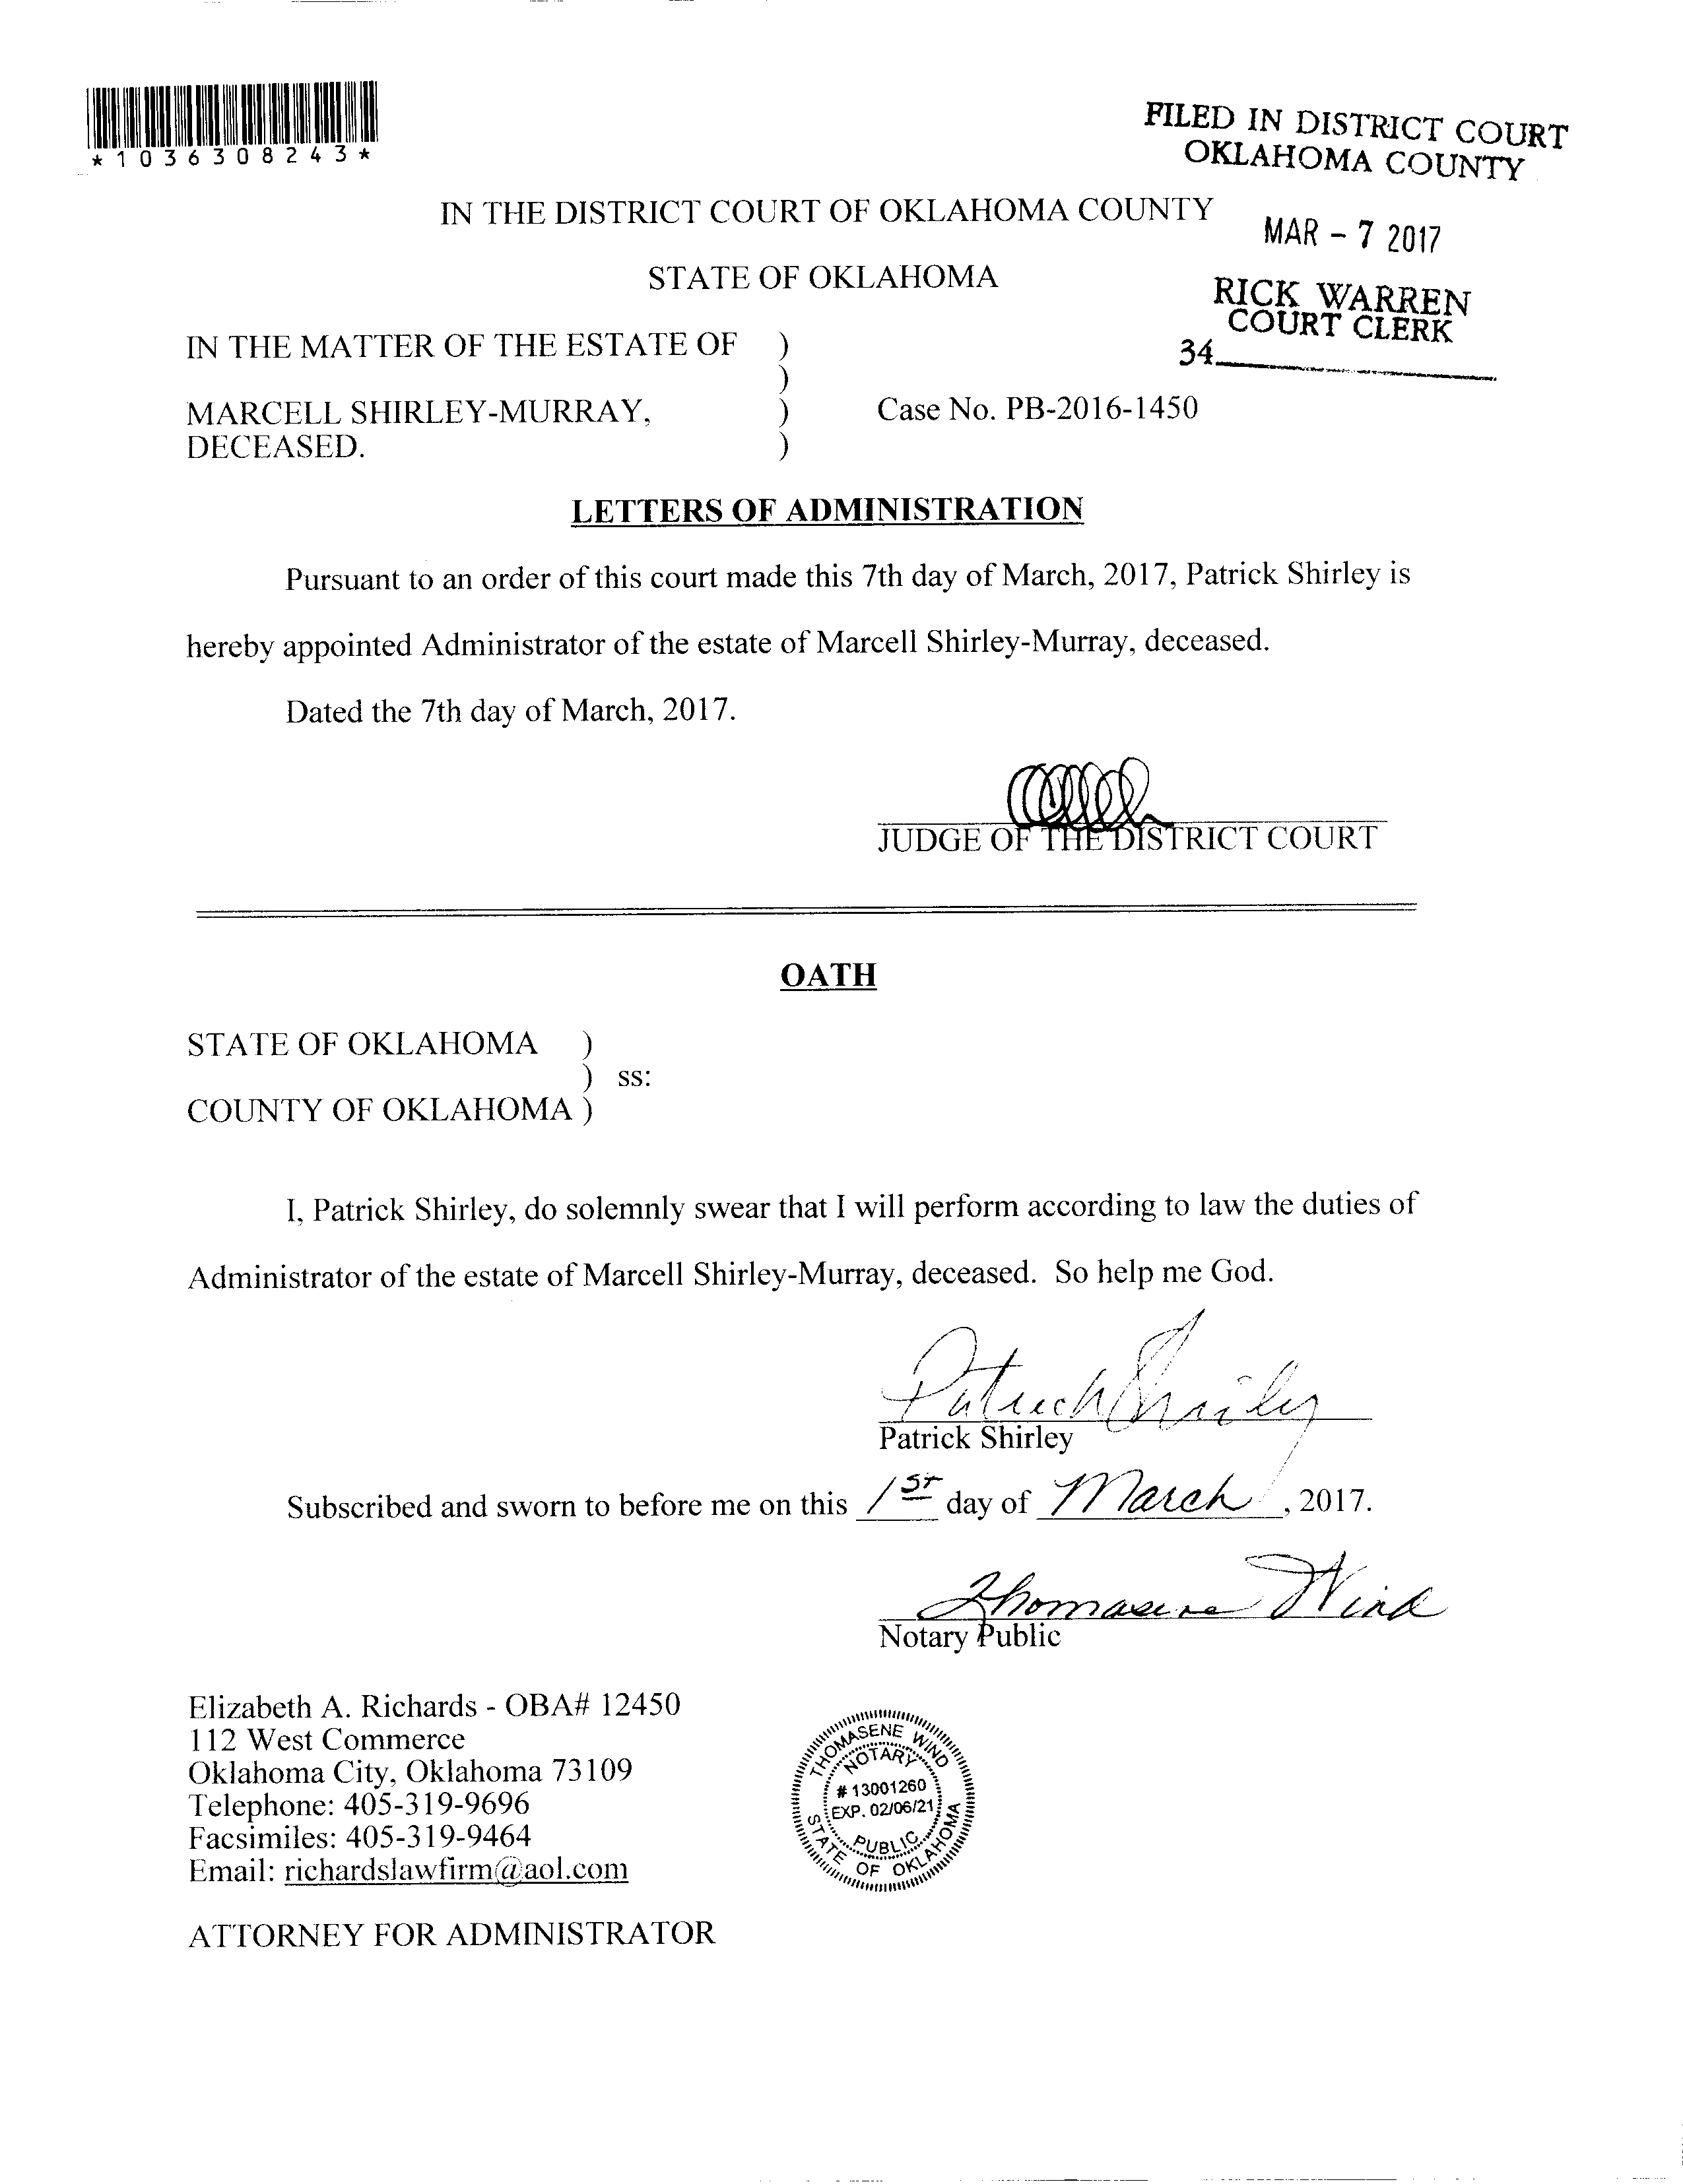 *1036308243*
FILED IN DISTRICT COURT
OKLAHOMA COUNTY
MAR - 7 2017
RICK WARREN
COURT CLERK
34
IN THE DISTRICT COURT OF OKLAHOMA COUNTY
STATE OF OKLAHOMA
IN THE MATTER OF THE ESTATE OF )
)
MARCELL SHIRLEY-MURRAY, ) Case No. PB-2016-1450
DECEASED. )
LETTERS OF ADMINISTRATION
Pursuant to an order of this court made this 7th day of March, 2017, Patrick Shirley is
hereby appointed Administrator of the estate of Marcell Shirley-Murray, deceased.
Dated the 7th day of March, 2017.
JUDGE OF THE DISTRICT COURT
OATH
STATE OF OKLAHOMA )
) ss:
COUNTY OF OKLAHOMA )
I, Patrick Shirley, do solemnly swear that I will perform according to law the duties of
Administrator of the estate of Marcell Shirley-Murray, deceased. So help me God.
Patrick Shirley
Patrick Shirley
Subscribed and sworn to before me on this 1st day of March, 2017.
Thomasene Wind
Notary Public
Elizabeth A. Richards - OBA# 12450
112 West Commerce
Oklahoma City, Oklahoma 73109
Telephone: 405-319-9696
Facsimiles: 405-319-9464
Email: richardslawfirm@aol.com
ATTORNEY FOR ADMINISTRATOR
THOMASENE WIND
NOTARY
# 13001260
EXP. 02/06/21
PUBLIC
STATE OF OKLAHOMA